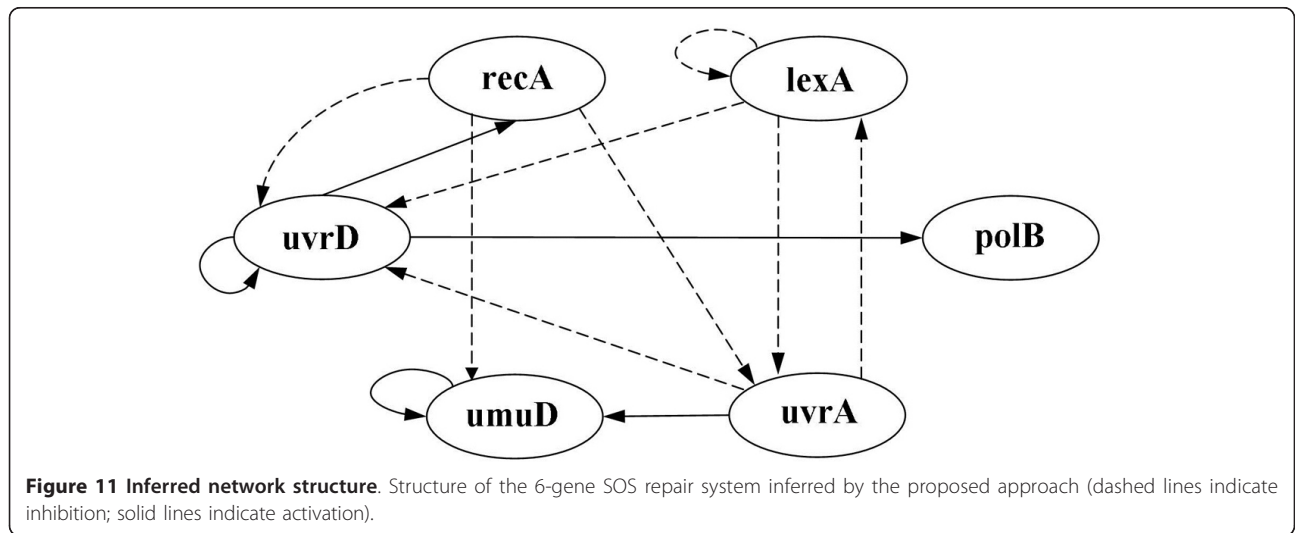 recA
lexA
uvrD
polB
umuD
uvrA
Figure 11 Inferred network structure. Structure of the 6-gene SOS repair system inferred by the proposed approach (dashed lines indicate
inhibition; solid lines indicate activation).